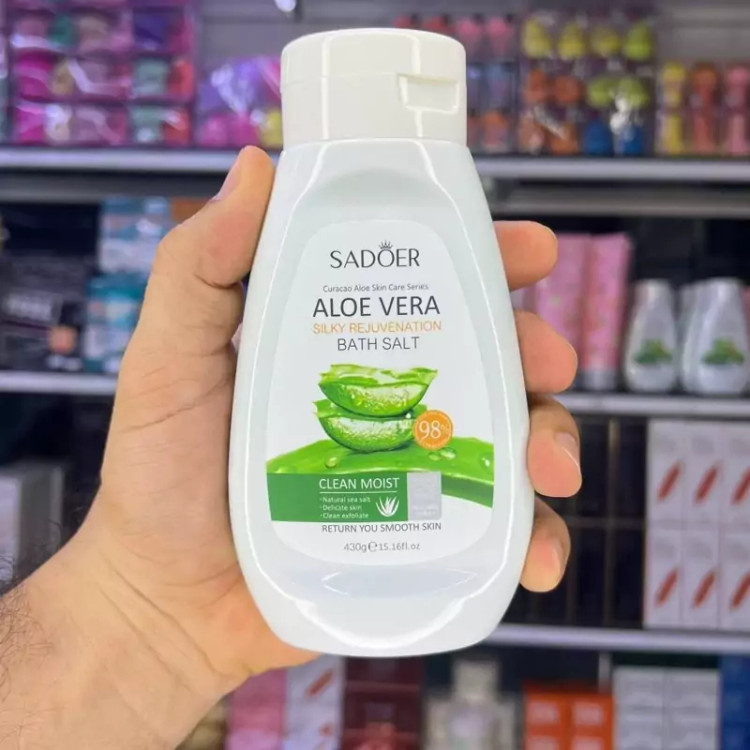 SADOER
Curacao Aloe Skin Care Series
ALOE VERA
SILKY REJUVENATION
BATH SALT
98%
CLEAN MOIST
·Natural sea salt
·Delicate skin
·Clean exfoliate
RETURN YOU SMOOTH SKIN
430g℮15.16fl.oz